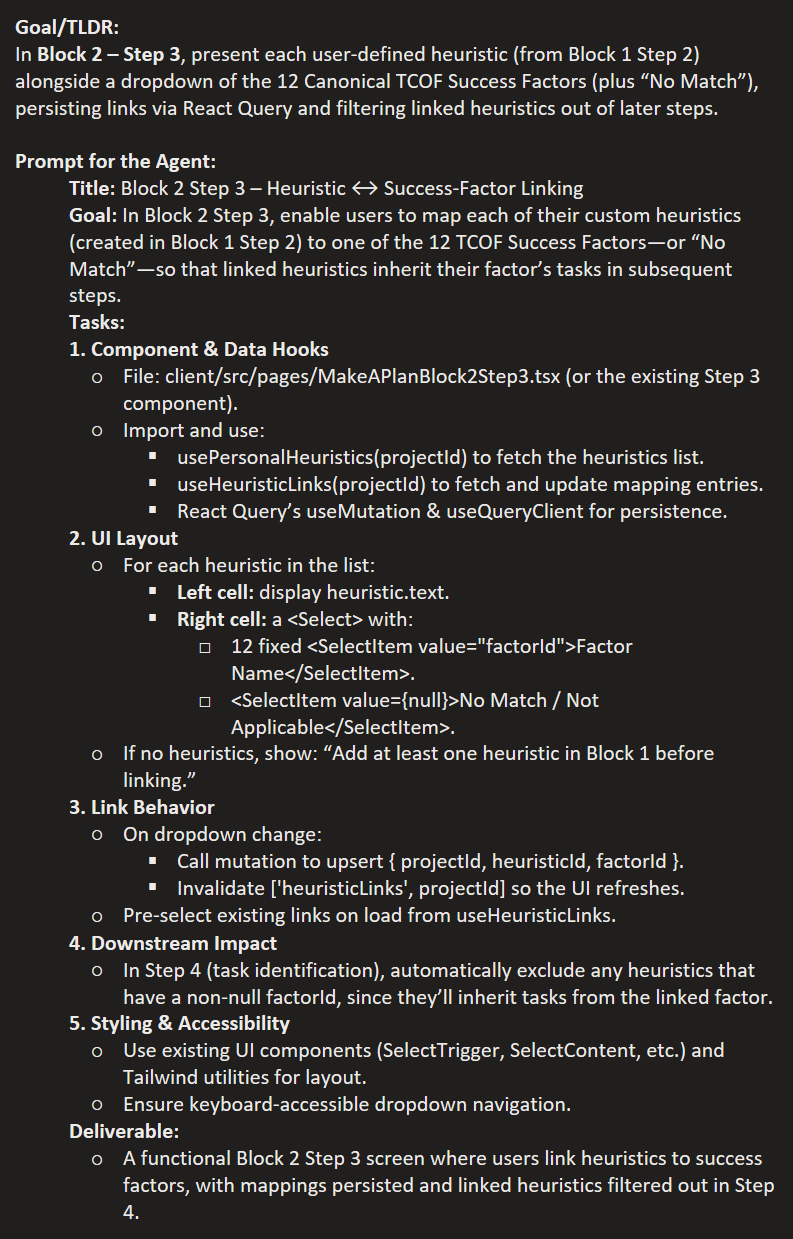 Goal/TLDR:
In Block 2 – Step 3, present each user-defined heuristic (from Block 1 Step 2)
alongside a dropdown of the 12 Canonical TCOF Success Factors (plus “No Match”),
persisting links via React Query and filtering linked heuristics out of later steps.
Prompt for the Agent:
Title: Block 2 Step 3 – Heuristic ↔ Success-Factor Linking
Goal: In Block 2 Step 3, enable users to map each of their custom heuristics
(created in Block 1 Step 2) to one of the 12 TCOF Success Factors—or “No
Match”—so that linked heuristics inherit their factor’s tasks in subsequent
steps.
Tasks:
1. Component & Data Hooks
o File: client/src/pages/MakeAPlanBlock2Step3.tsx (or the existing Step 3
component).
o Import and use:
▪ usePersonalHeuristics(projectId) to fetch the heuristics list.
▪ useHeuristicLinks(projectId) to fetch and update mapping entries.
▪ React Query’s useMutation & useQueryClient for persistence.
2. UI Layout
o For each heuristic in the list:
▪ Left cell: display heuristic.text.
▪ Right cell: a <Select> with:
□ 12 fixed <SelectItem value="factorId">Factor
Name</SelectItem>.
□ <SelectItem value={null}>No Match / Not
Applicable</SelectItem>.
o If no heuristics, show: “Add at least one heuristic in Block 1 before
linking.”
3. Link Behavior
o On dropdown change:
▪ Call mutation to upsert { projectId, heuristicId, factorId }.
▪ Invalidate ['heuristicLinks', projectId] so the UI refreshes.
o Pre-select existing links on load from useHeuristicLinks.
4. Downstream Impact
o In Step 4 (task identification), automatically exclude any heuristics that
have a non-null factorId, since they’ll inherit tasks from the linked factor.
5. Styling & Accessibility
o Use existing UI components (SelectTrigger, SelectContent, etc.) and
Tailwind utilities for layout.
o Ensure keyboard-accessible dropdown navigation.
Deliverable:
o A functional Block 2 Step 3 screen where users link heuristics to success
factors, with mappings persisted and linked heuristics filtered out in Step
4.